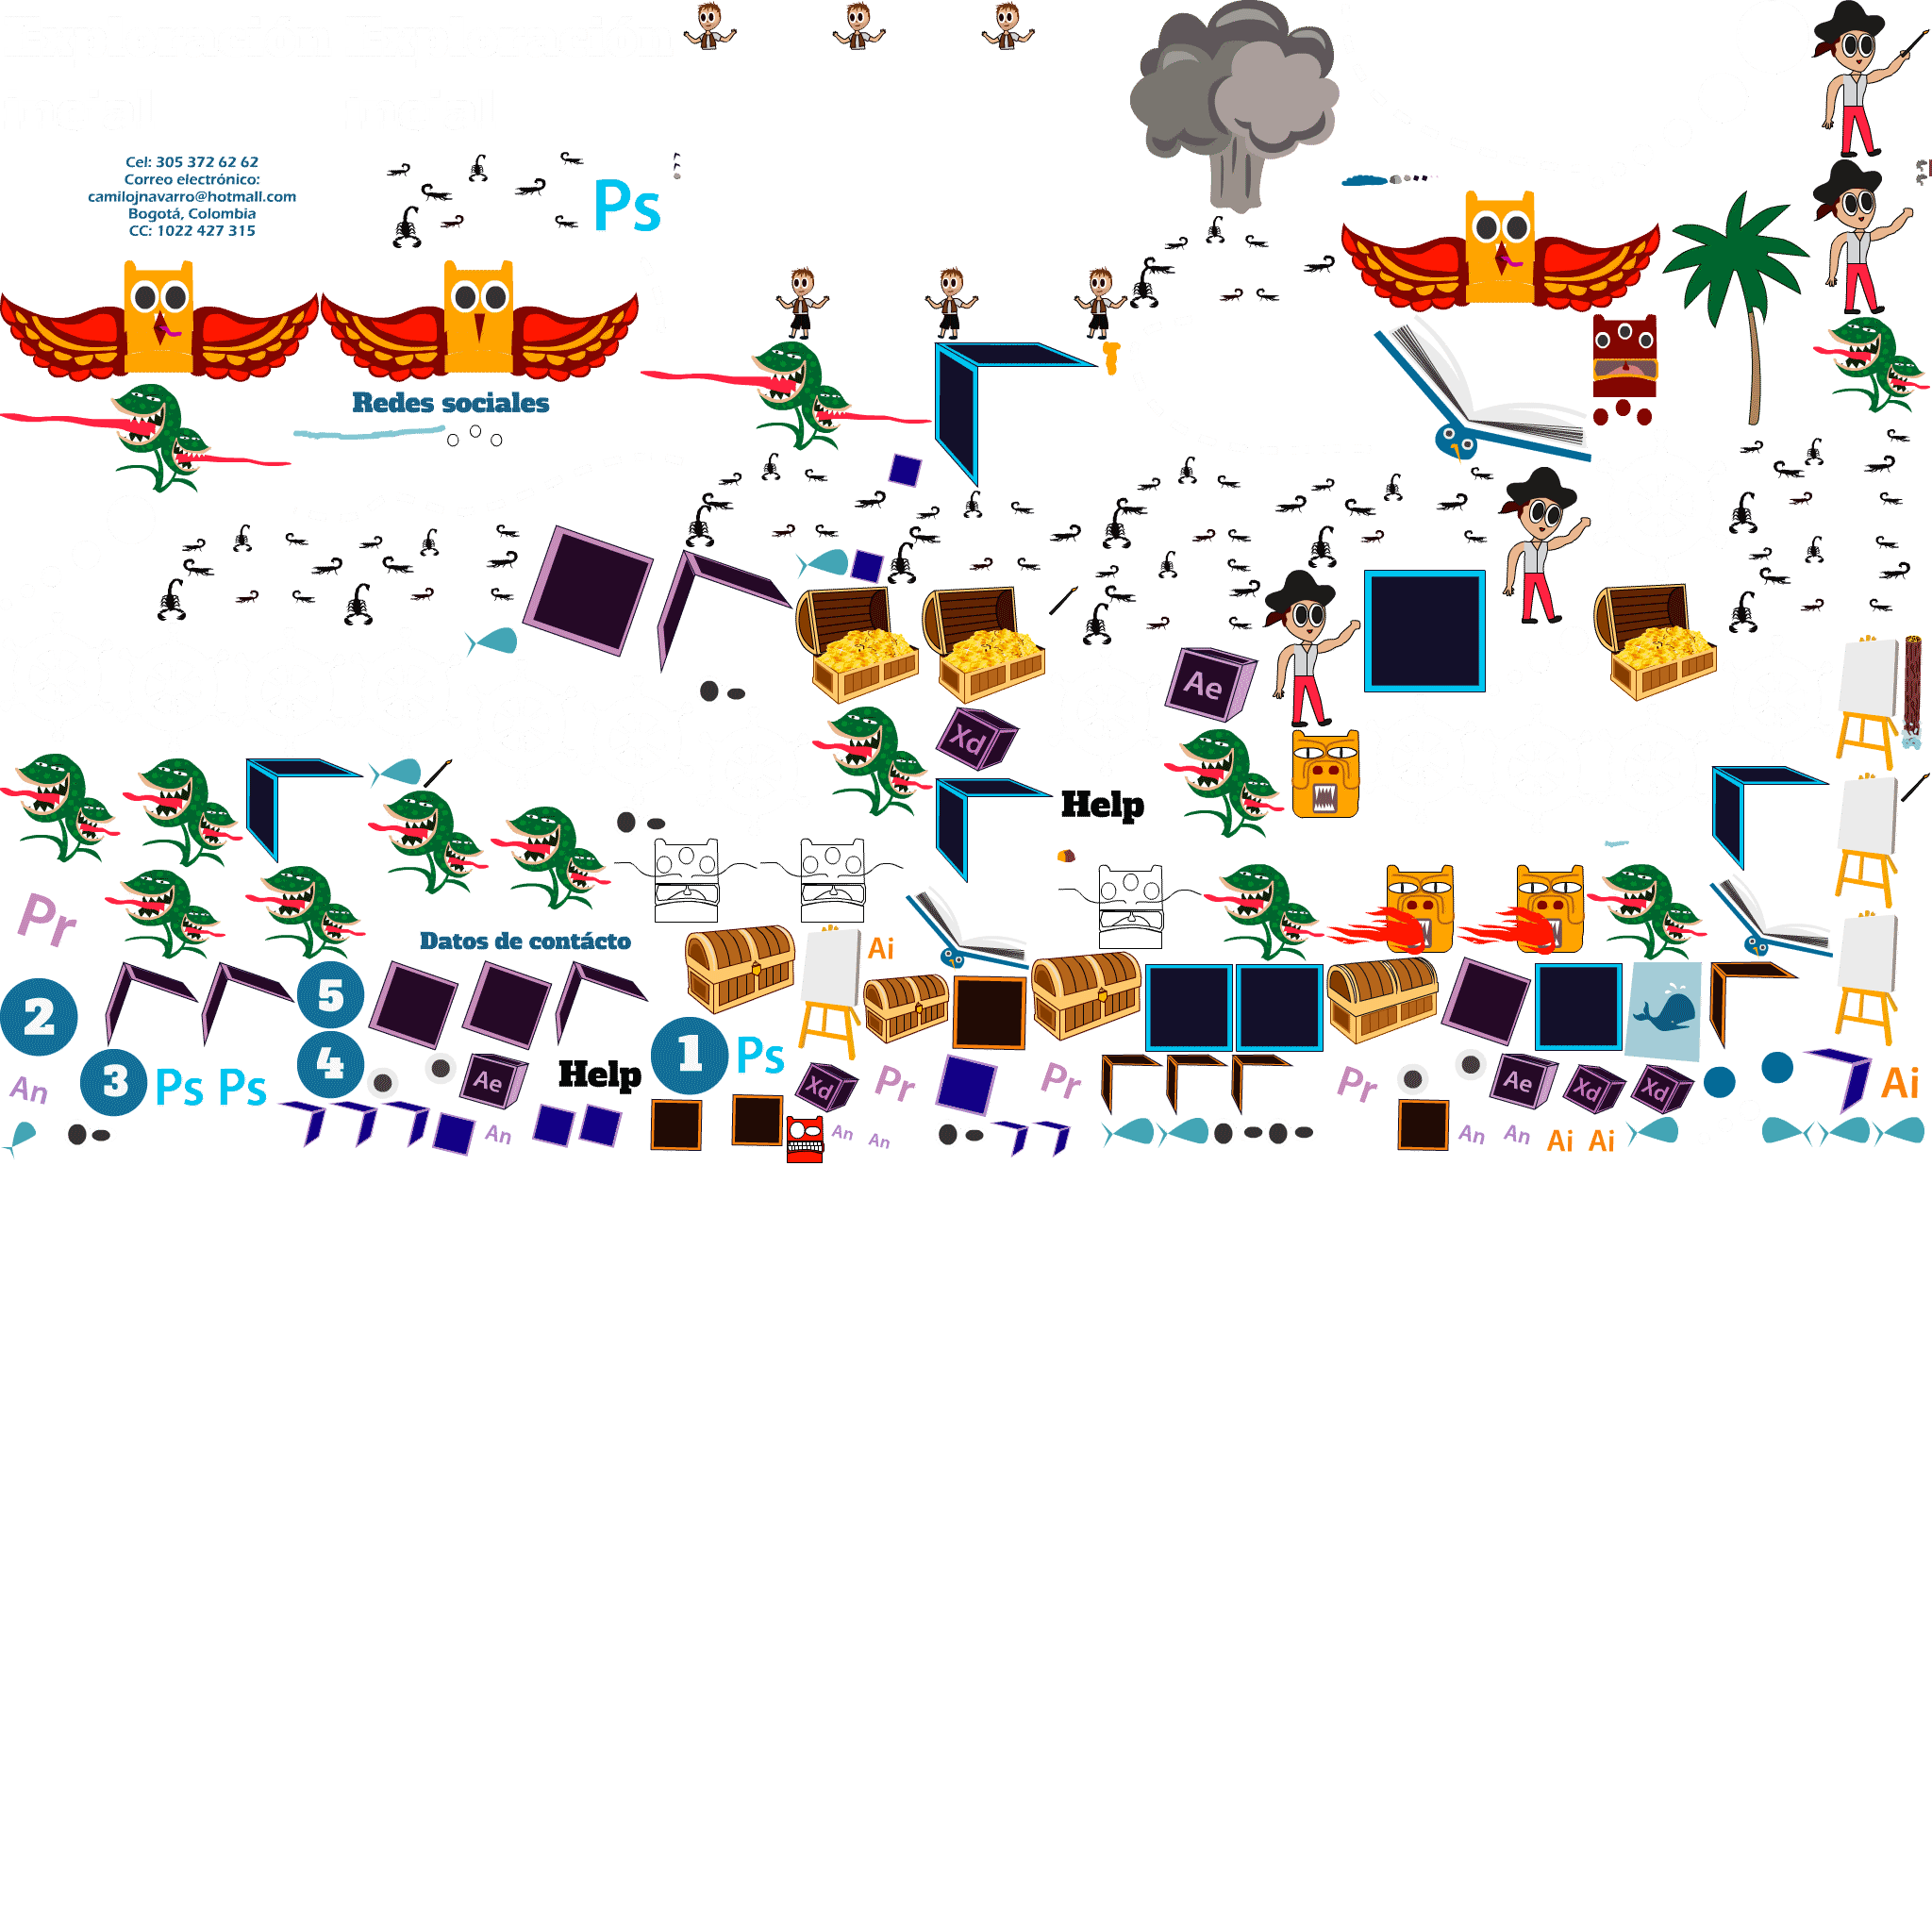 Cel: 305 372 62 62
Correo electrónico:
camilojnavarro@hotmall.com
Bogotá, Colombia
CC: 1022 427 315
Ps
Redes sociales
Ae
Xd
Help
Pr
Datos de contácto
Ai
2
5
3
Ps
Ps
4
Ae
Help
1
Ps
Xd
Pr
Pr
Pr
Ae
Xd
Xd
Ai
An
An
An
An
An
An
Ai
Ai